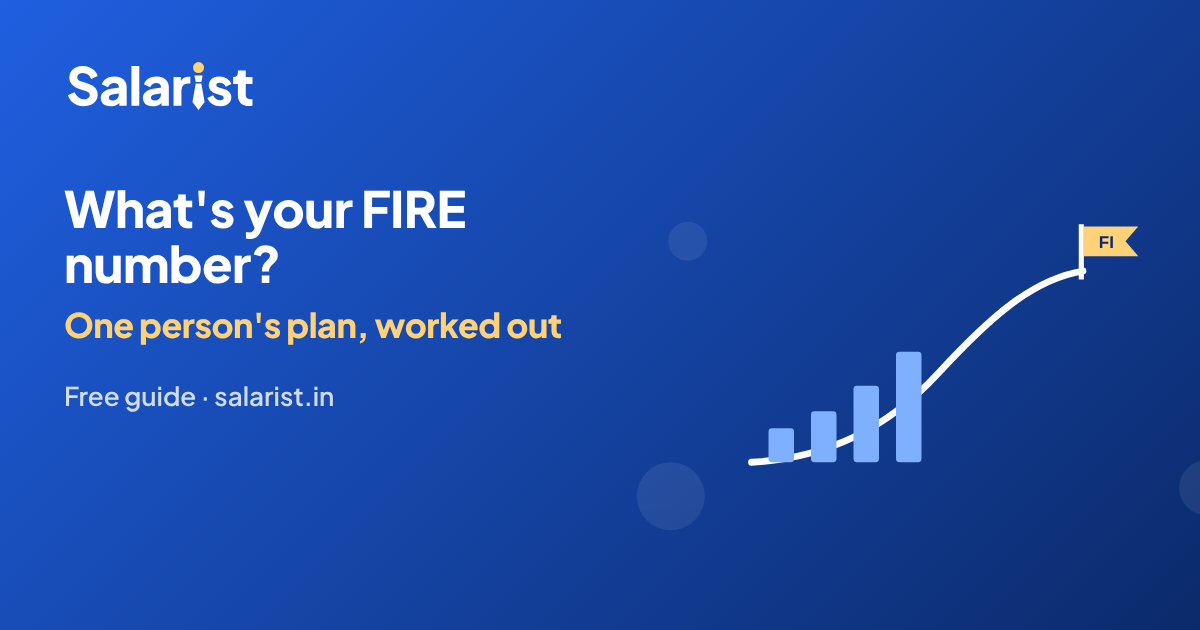 Salarist
What's your FIRE
number?
One person's plan, worked out
Free guide · salarist.in
FI